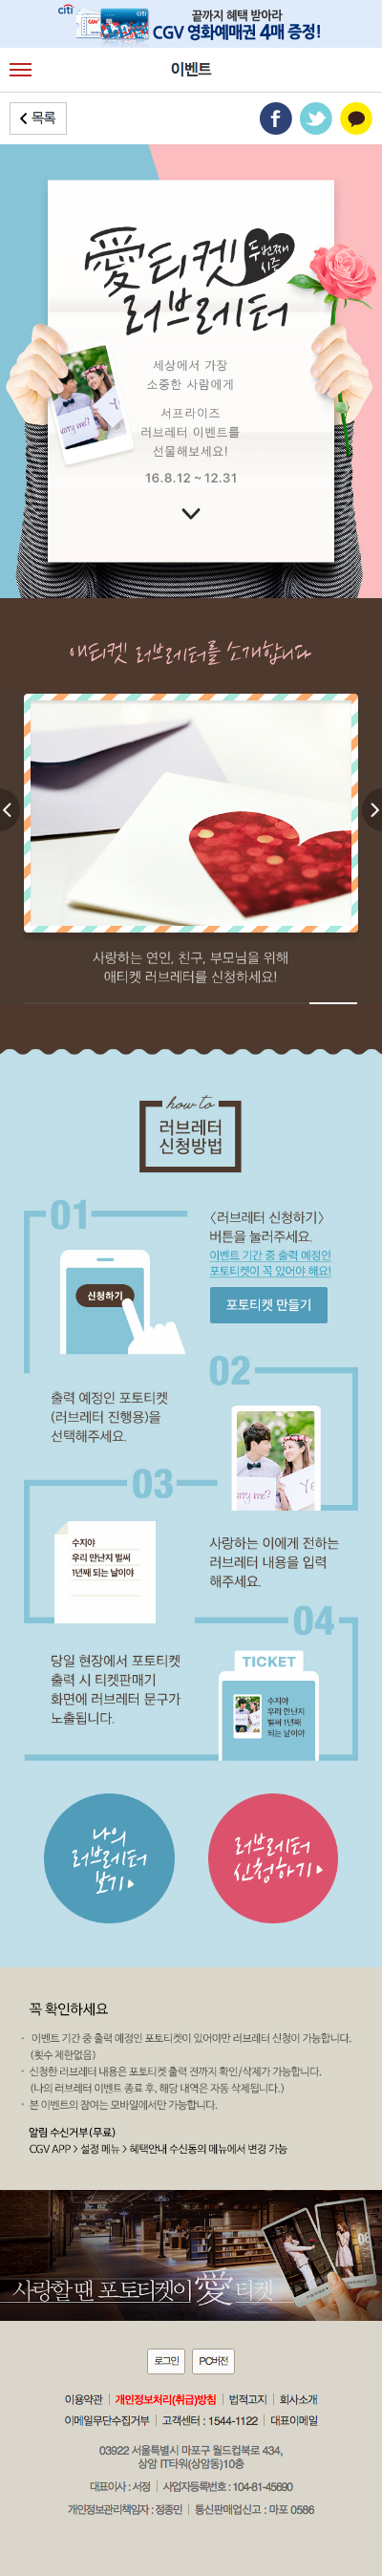 citi
citi
끝까지 혜택 받아라
CGV 영화예매권 4매 증정!
이벤트
목록
f
愛티켓
두번째
시즌
러브레터
세상에서 가장
소중한 사람에게
서프라이즈
러브레터 이벤트를
선물해보세요!
16.8.12 ~ 12.31
애티켓 러브레터를 소개합니다
사랑하는 연인, 친구, 부모님을 위해
애티켓 러브레터를 신청하세요!
how to
러브레터
신청방법
01
<러브레터 신청하기>
버튼을 눌러주세요.
이벤트 기간 중 출력 예정인
포토티켓이 꼭 있어야 해요!
신청하기
포토티켓 만들기
02
출력 예정인 포토티켓
(러브레터 진행용)을
선택해주세요.
arry me?
YES
03
수지야
우리 만난지 벌써
1년째 되는 날이야
사랑하는 이에게 전하는
러브레터 내용을 입력
해주세요.
04
당일 현장에서 포토티켓
출력 시 티켓판매기
화면에 러브레터 문구가
노출됩니다.
TICKET
수지야
우리 만난지
벌써 1년째
되는 날이야
나의
러브레터
보기
러브레터
신청하기
꼭 확인하세요
• 이벤트 기간 중 출력 예정인 포토티켓이 있어야만 러브레터 신청이 가능합니다.
(횟수 제한없음)
• 신청한 러브레터 내용은 포토티켓 출력 전까지 확인/삭제가 가능합니다.
(나의 러브레터 이벤트 종료 후, 해당 내역은 자동 삭제됩니다.)
• 본 이벤트의 참여는 모바일에서만 가능합니다.
알림 수신거부(무료)
CGV APP > 설정 메뉴 > 혜택안내 수신동의 메뉴에서 변경 가능
사랑할 땐 포토티켓이 愛티켓
로그인
PC버전
이용약관 | 개인정보처리(취급)방침 | 법적고지 | 회사소개
이메일무단수집거부 | 고객센터 : 1544-1122 | 대표이메일
03922 서울특별시 마포구 월드컵북로 434,
상암 IT타워(상암동)10층
대표이사 : 서정 | 사업자등록번호 : 104-81-45690
개인정보관리책임자 : 정종민 | 통신판매업신고 : 마포 0586